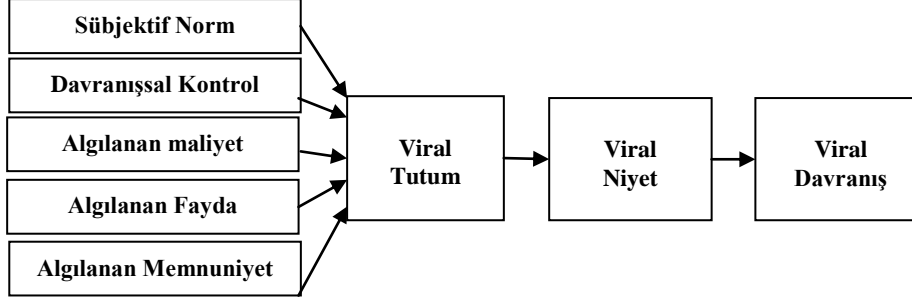 Sübjektif Norm
Davranışsal Kontrol
Algılanan maliyet
Algılanan Fayda
Algılanan Memnuniyet
Viral
Tutum
Viral
Niyet
Viral
Davranış